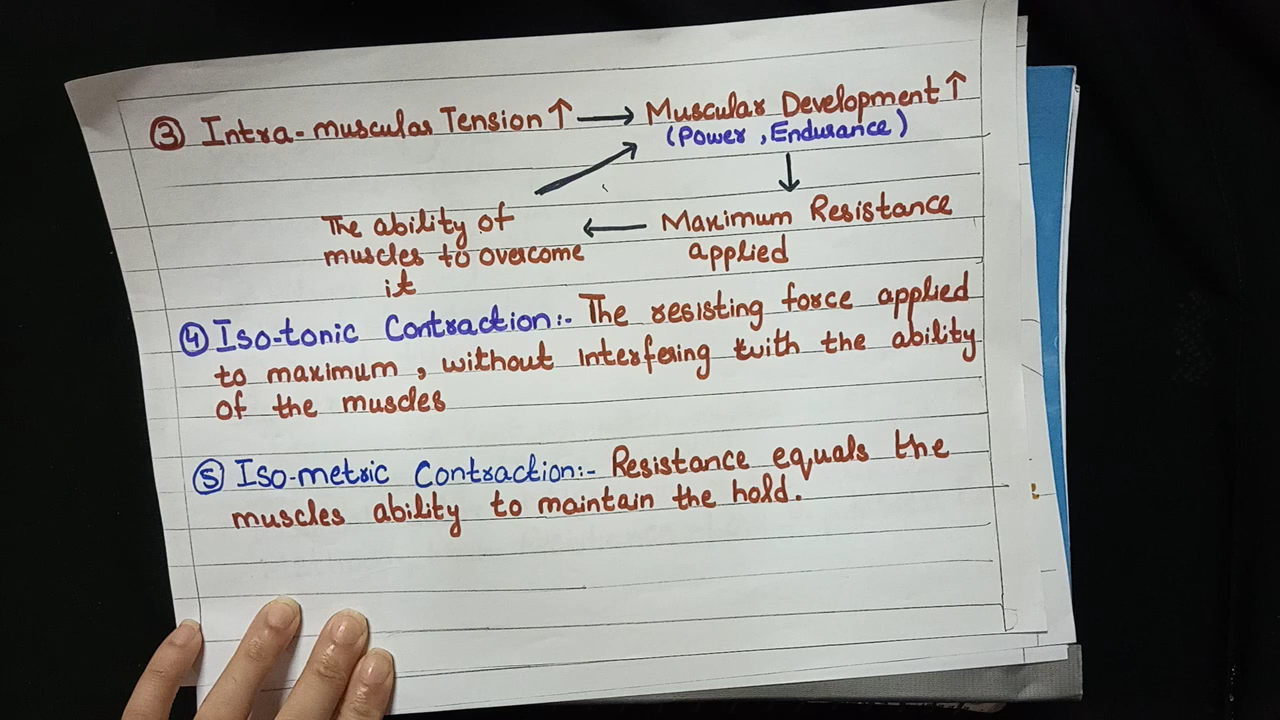 ③ Intra-muscular Tension ↑ → Muscular Development ↑
(Power , Endurance)
↓
The ability of muscles to overcome it ← Maximum Resistance applied
④ Iso-tonic Contraction:- The resisting force applied
to maximum , without interfering with the ability
of the muscles
⑤ Iso-metric Contraction:- Resistance equals the
muscles ability to maintain the hold.